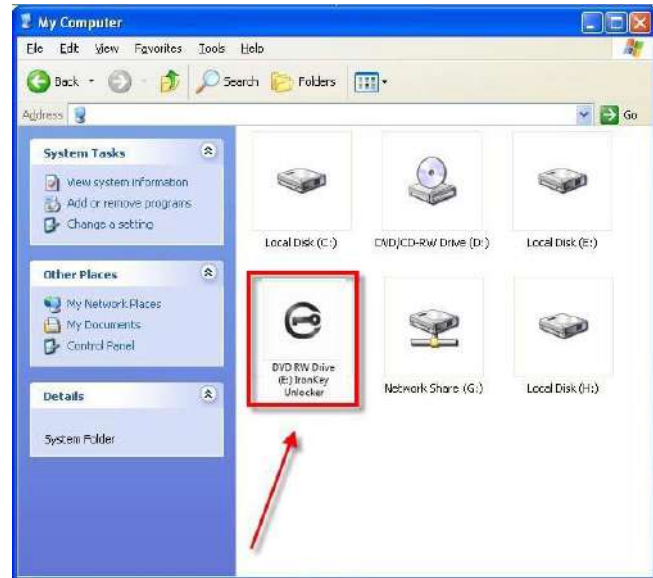 My Computer
File Edit View Favorites Tools Help
Back Search Folders
Address Go
System Tasks
View system information
Add or remove programs
Change a setting
Other Places
My Network Places
My Documents
Control Panel
Details
System Folder
Local Disk (C:) DVD/CD-RW Drive (D:) Local Disk (E:)
DVD RW Drive
(E:) IronKey
Unlocker
Network Share (G:) Local Disk (H:)